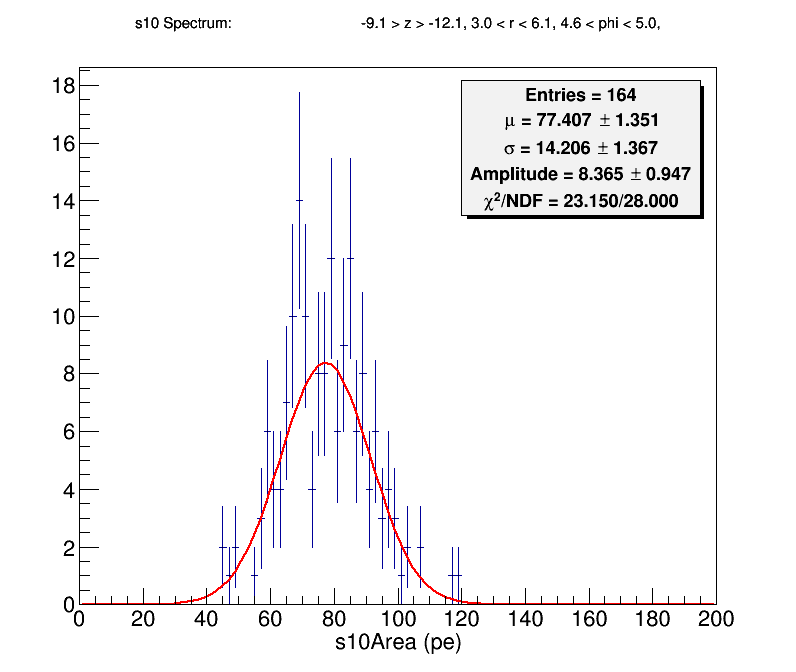 s10 Spectrum: -9.1 > z > -12.1, 3.0 < r < 6.1, 4.6 < phi < 5.0,
Entries = 164
μ = 77.407 ± 1.351
σ = 14.206 ± 1.367
Amplitude = 8.365 ± 0.947
χ²/NDF = 23.150/28.000
18
16
14
12
10
8
6
4
2
0
0 20 40 60 80 100 120 140 160 180 200
s10Area (pe)